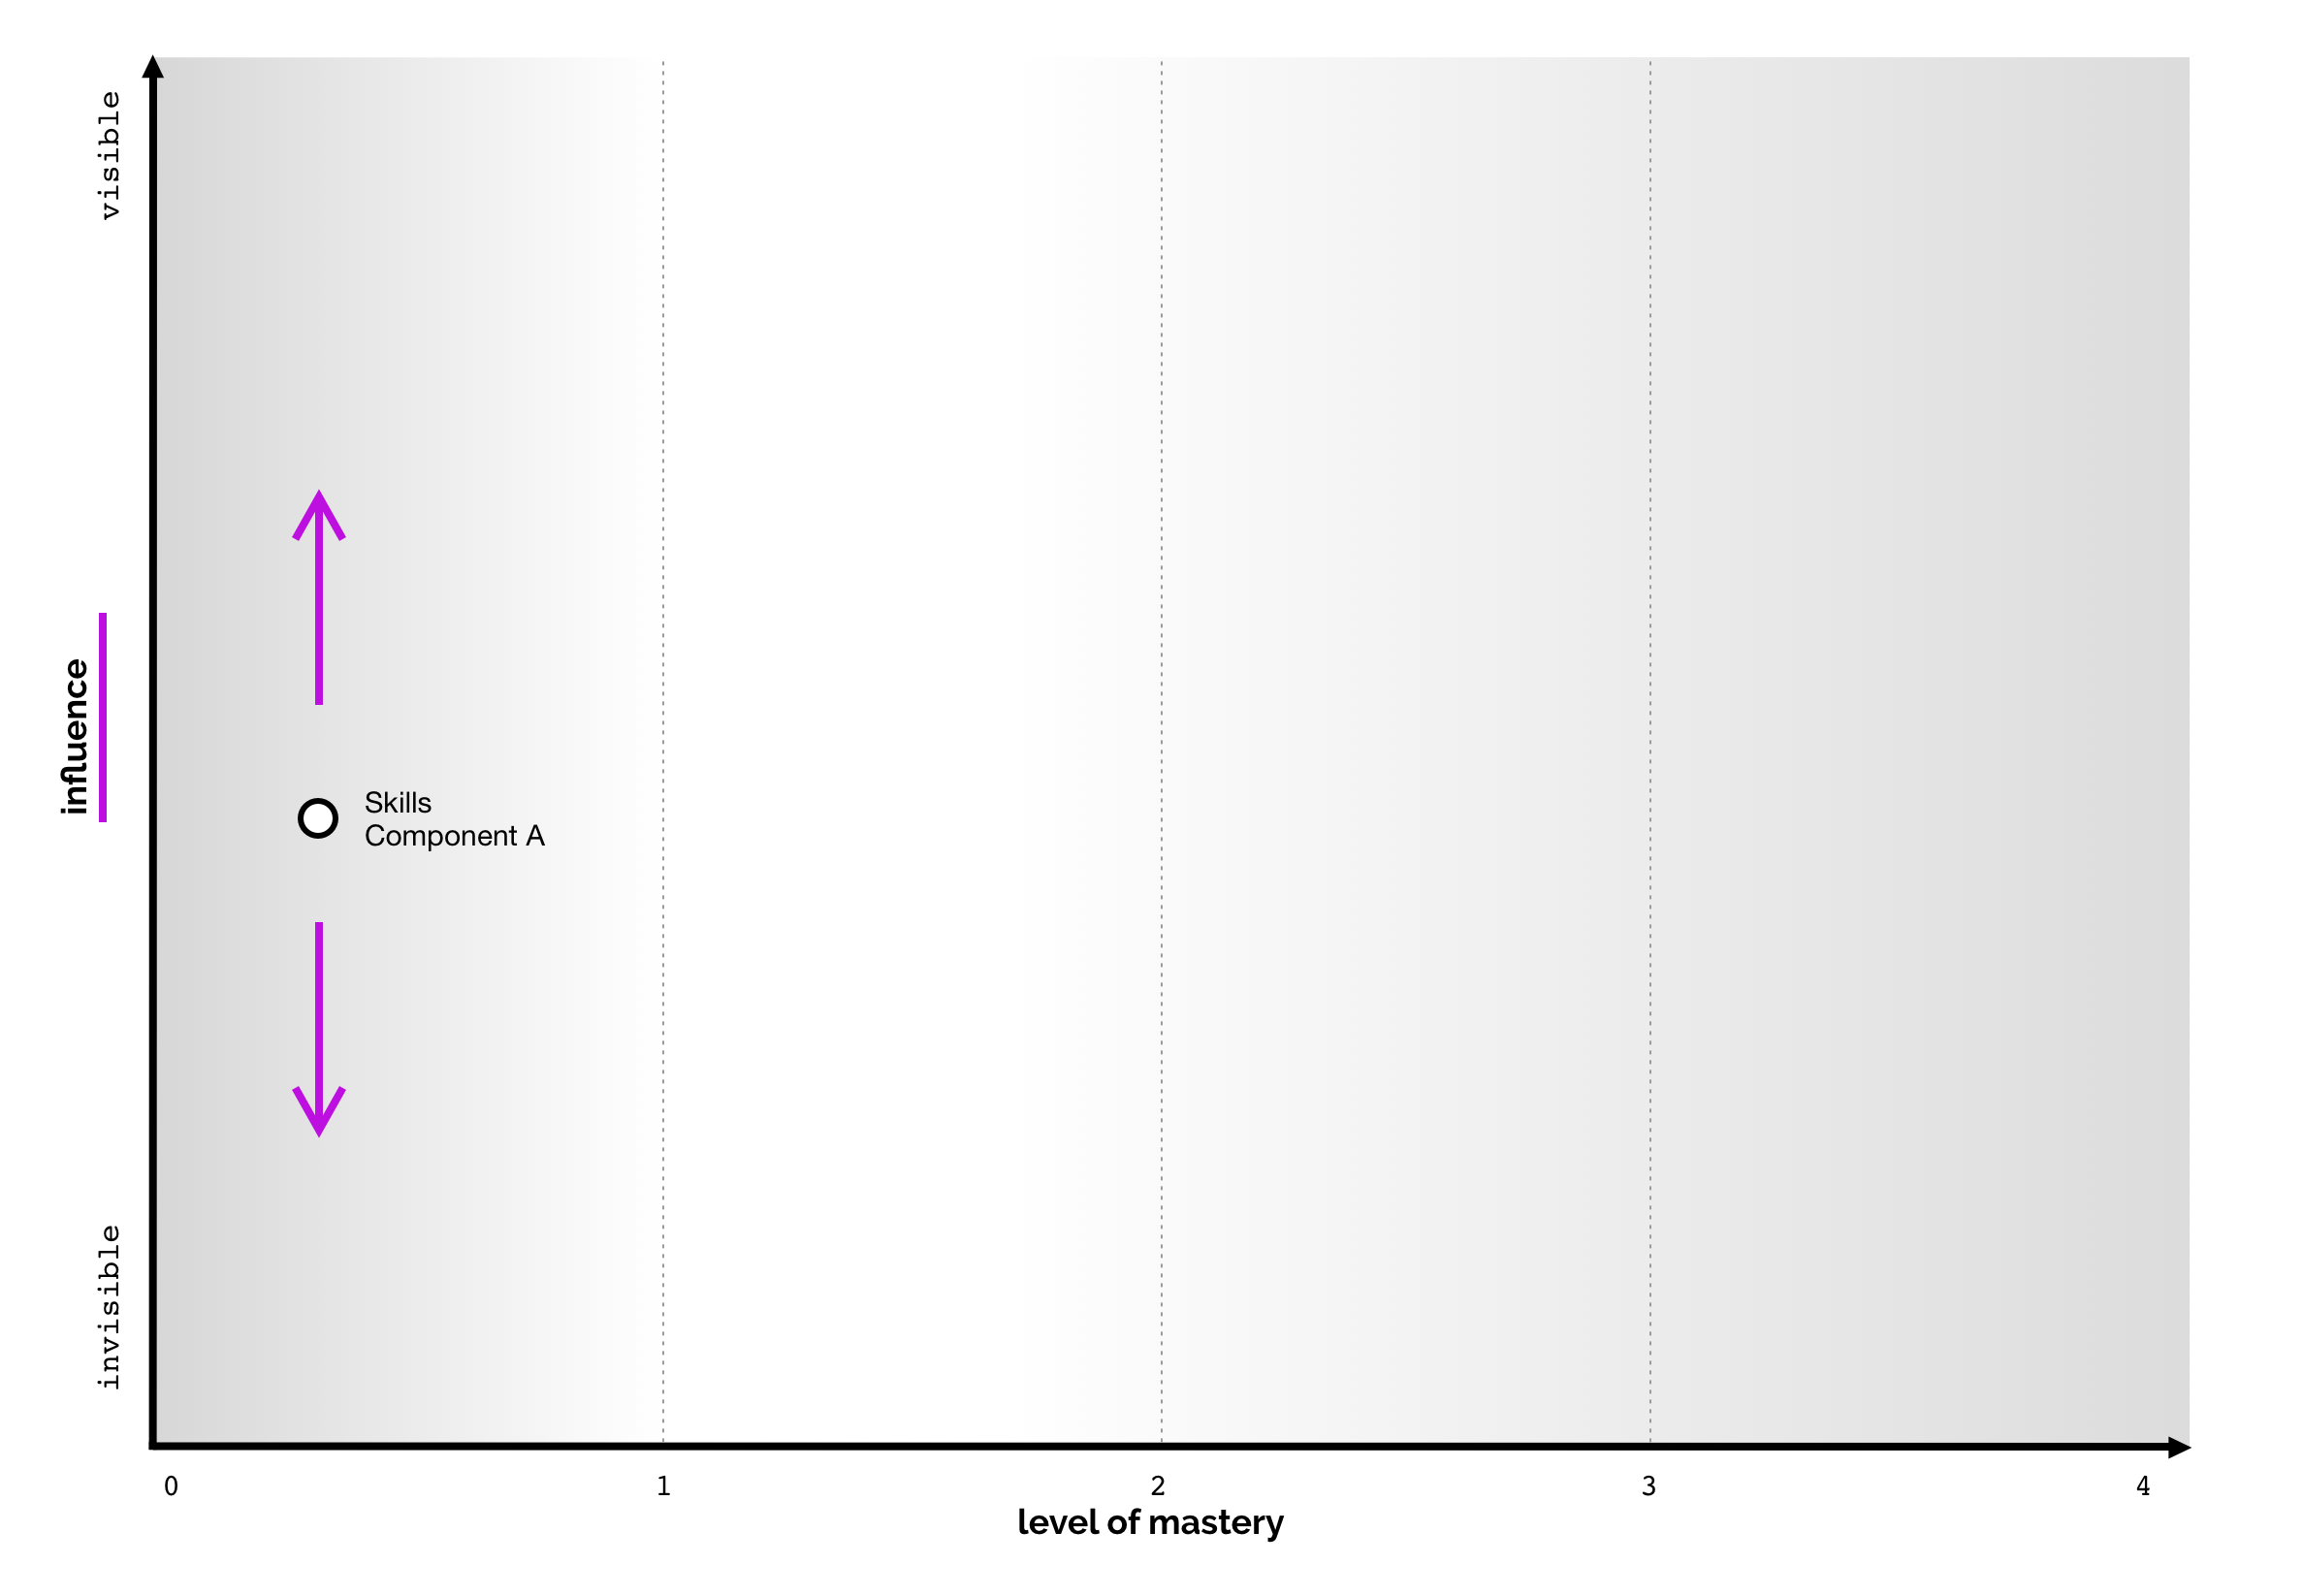 visible
influence
Skills
Component A
invisible
0 1 2 3 4
level of mastery